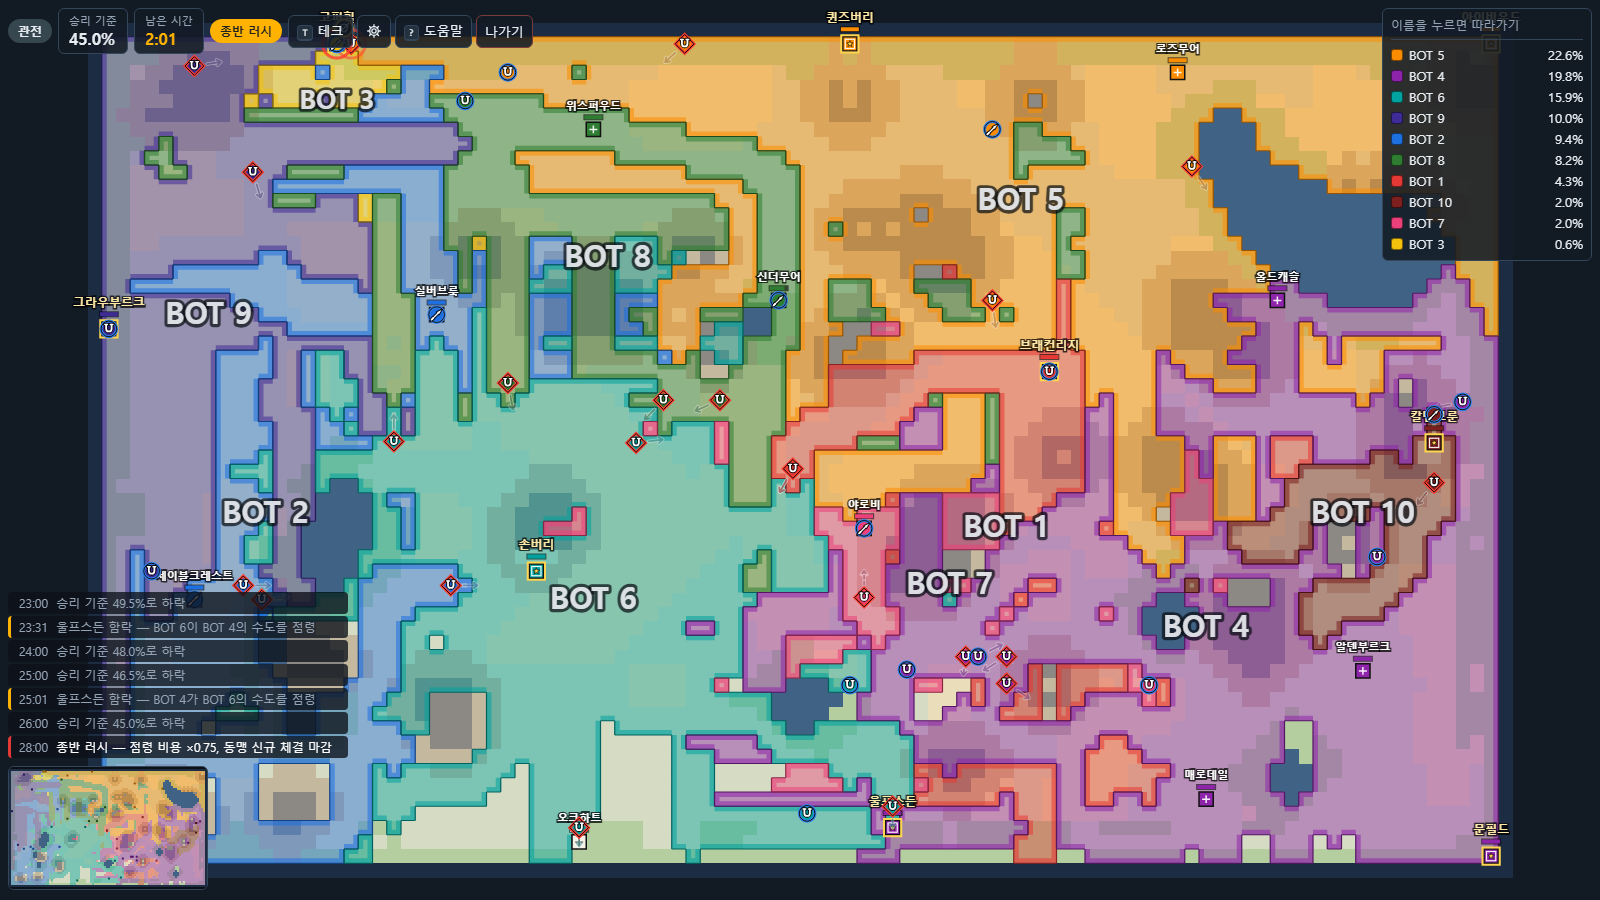 관전
승리 기준
45.0%
남은 시간
2:01
종반 러시
T 테크
? 도움말
나가기
퀸즈버리
로즈무어
이름을 누르면 따라가기
BOT 5 22.6%
BOT 4 19.8%
BOT 6 15.9%
BOT 9 10.0%
BOT 2 9.4%
BOT 8 8.2%
BOT 1 4.3%
BOT 10 2.0%
BOT 7 2.0%
BOT 3 0.6%
BOT 3
위스퍼우드
BOT 5
BOT 8
신더무어
올드캐슬
실버브룩
그라우부르크
BOT 9
브래컨리지
BOT 2
야로비
BOT 1
BOT 10
손버리
BOT 7
BOT 6
BOT 4
알덴부르크
23:00 승리 기준 49.5%로 하락
23:31 울프스든 함락 — BOT 6이 BOT 4의 수도를 점령
24:00 승리 기준 48.0%로 하락
25:00 승리 기준 46.5%로 하락
25:01 울프스든 함락 — BOT 4가 BOT 6의 수도를 점령
26:00 승리 기준 45.0%로 하락
28:00 종반 러시 — 점령 비용 ×0.75, 동맹 신규 체결 마감
매로데일
울프스든
오크하트
문필드